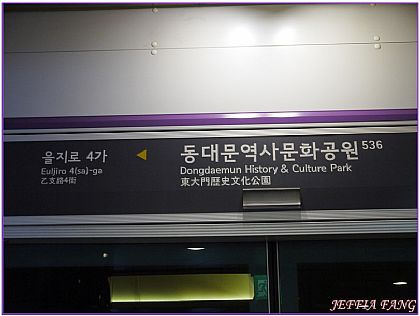 을지로 4가
Euljiro 4(sa)-ga
乙支路4街
동대문역사문화공원 536
Dongdaemun History & Culture Park
東大門歷史文化公園
JEFFIA FANG